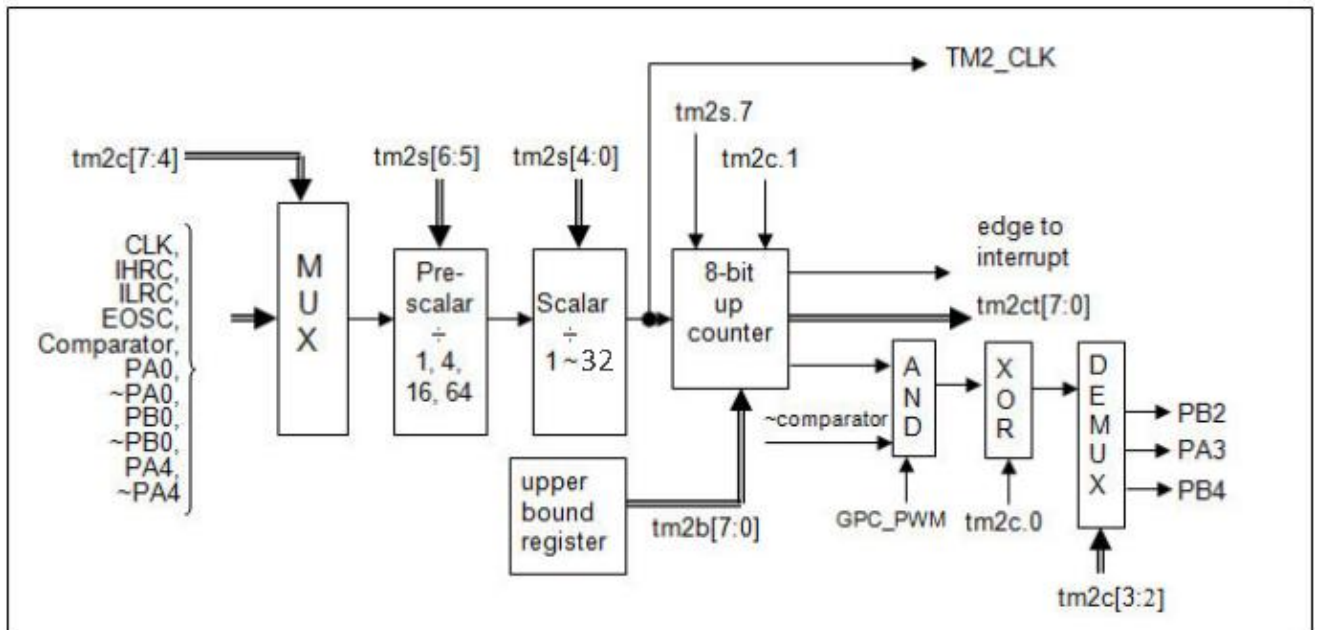 TM2_CLK
tm2s.7
tm2c[7:4]
tm2s[6:5]
tm2s[4:0]
tm2c.1
CLK,
IHRC,
ILRC,
EOSC,
Comparator,
PA0,
~PA0,
PB0,
~PB0,
PA4,
~PA4
M
U
X
Pre-
scalar
÷
1, 4,
16, 64
Scalar
÷
1 ~ 32
8-bit
up
counter
edge to
interrupt
tm2ct[7:0]
upper
bound
register
tm2b[7:0]
~comparator
A
N
D
GPC_PWM
X
O
R
tm2c.0
D
E
M
U
X
PB2
PA3
PB4
tm2c[3:2]